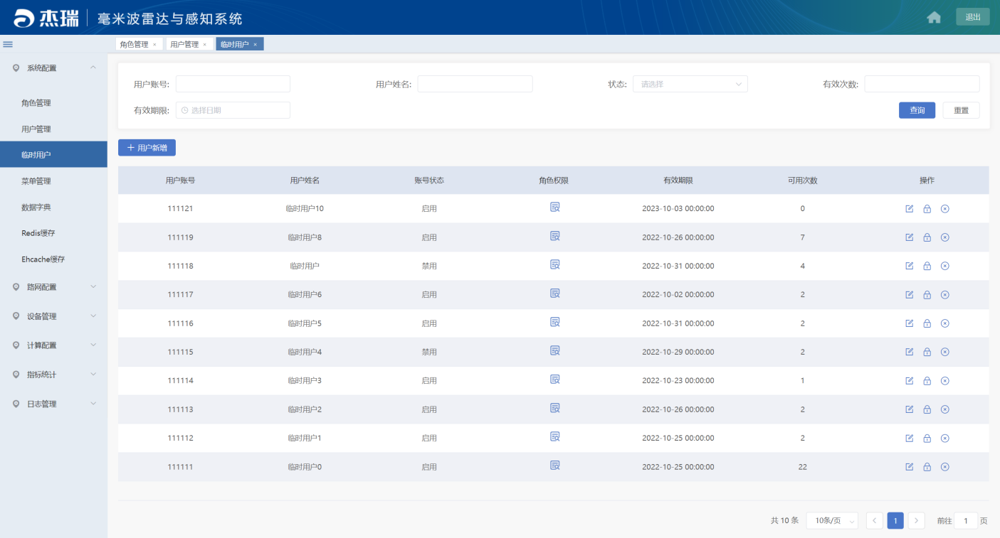 杰瑞 毫米波雷达与感知系统 退出
角色管理 × 用户管理 × 临时用户 ×
系统配置
角色管理
用户管理
临时用户
菜单管理
数据字典
Redis缓存
Ehcache缓存
路网配置
设备管理
计算配置
指标统计
日志管理
用户账号: 用户姓名: 状态: 请选择 有效次数:
有效期限: 选择日期 查询 重置
+ 用户新增
用户账号 用户姓名 账号状态 角色权限 有效期限 可用次数 操作
111121 临时用户10 启用 2023-10-03 00:00:00 0
111119 临时用户8 启用 2022-10-26 00:00:00 7
111118 临时用户 禁用 2022-10-31 00:00:00 4
111117 临时用户6 启用 2022-10-02 00:00:00 2
111116 临时用户5 启用 2022-10-31 00:00:00 2
111115 临时用户4 禁用 2022-10-29 00:00:00 2
111114 临时用户3 启用 2022-10-23 00:00:00 1
111113 临时用户2 启用 2022-10-26 00:00:00 2
111112 临时用户1 启用 2022-10-25 00:00:00 2
111111 临时用户0 启用 2022-10-25 00:00:00 22
共 10 条 10条/页 1 前往 1 页